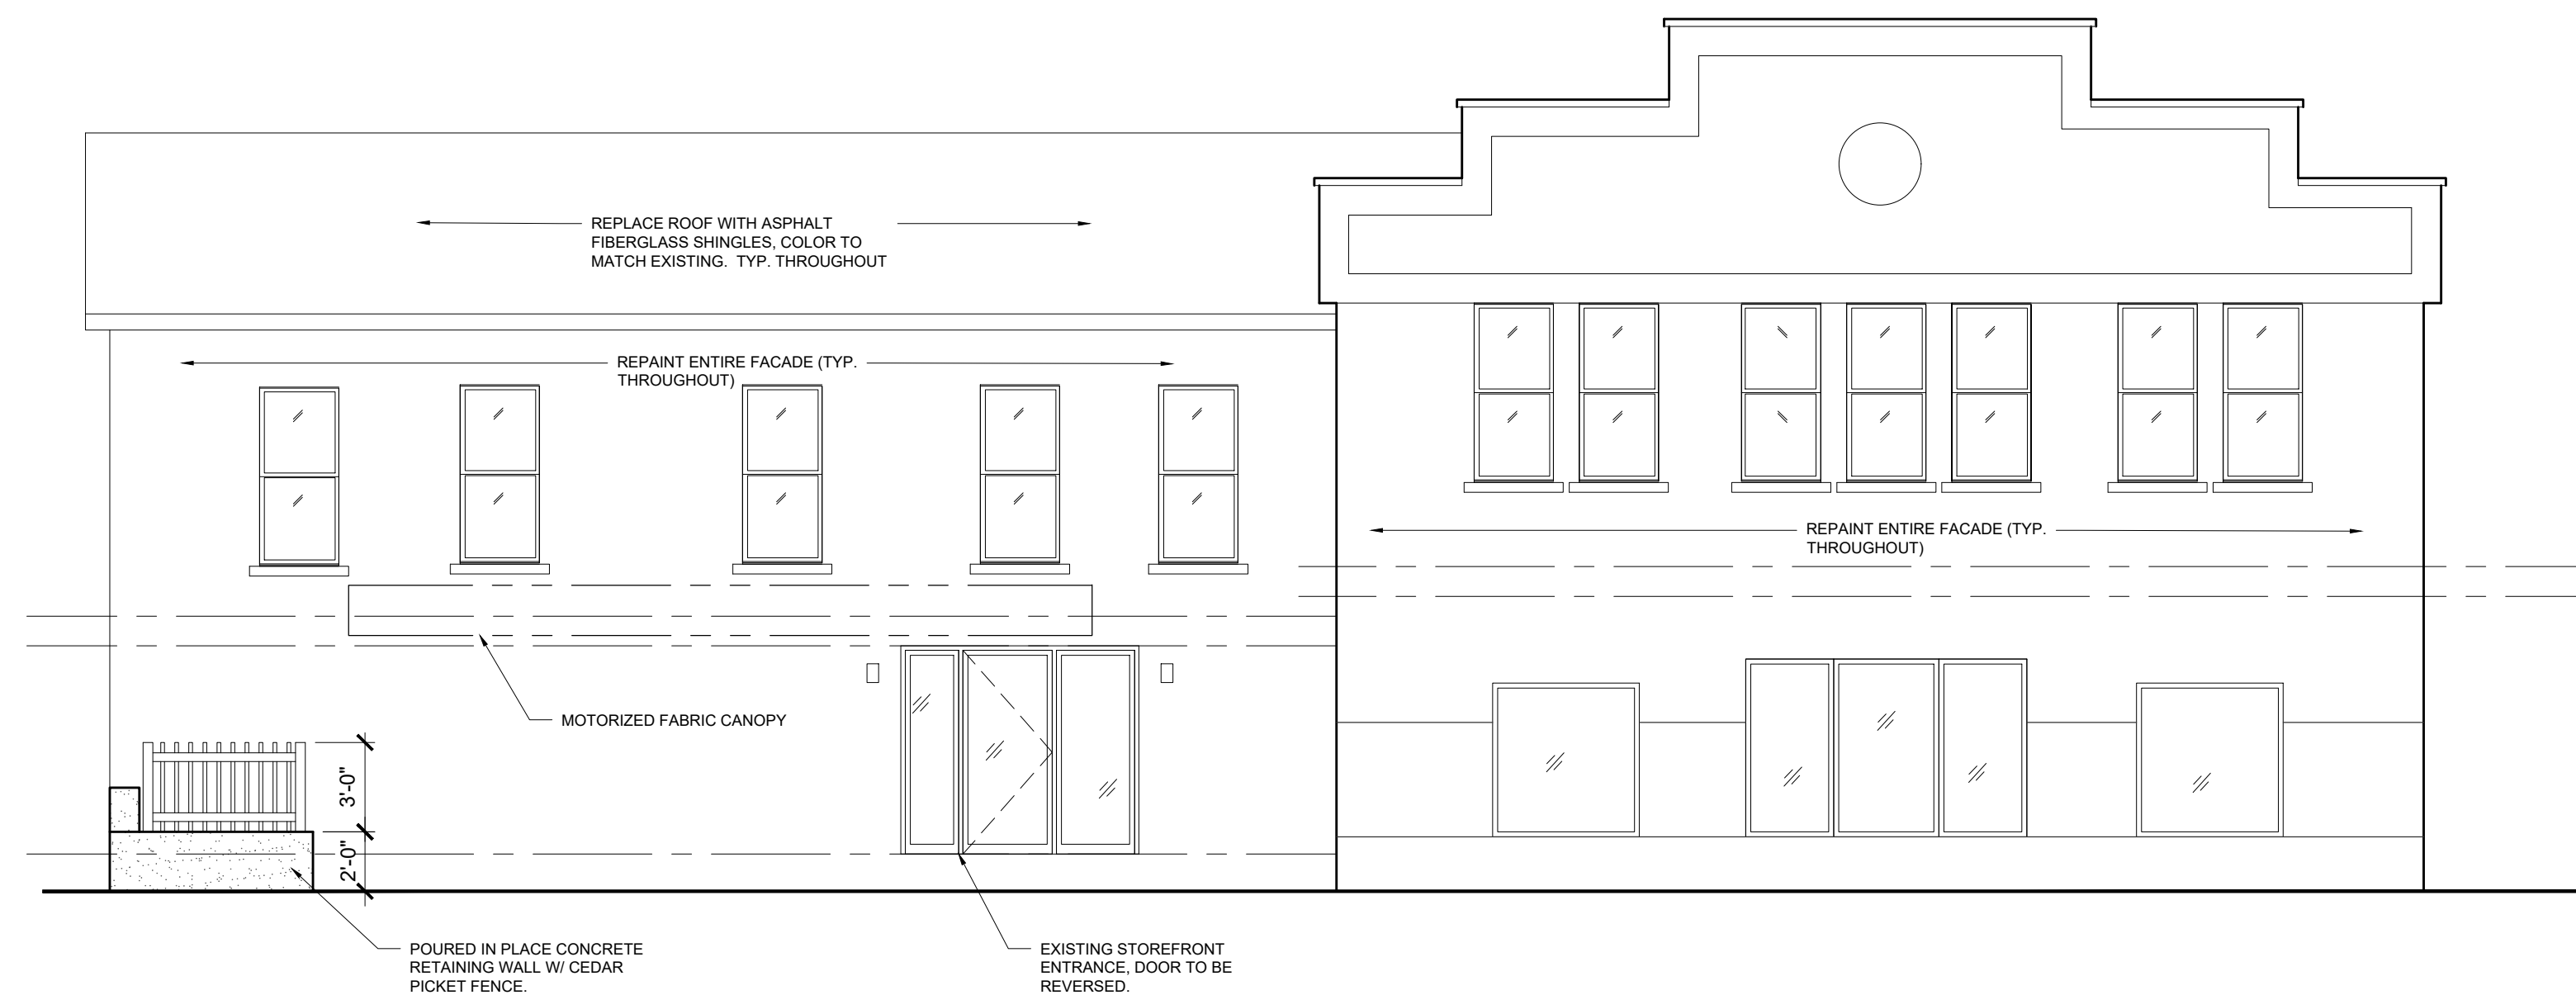 REPLACE ROOF WITH ASPHALT
FIBERGLASS SHINGLES, COLOR TO
MATCH EXISTING.  TYP. THROUGHOUT
REPAINT ENTIRE FACADE (TYP.
THROUGHOUT)
REPAINT ENTIRE FACADE (TYP.
THROUGHOUT)
MOTORIZED FABRIC CANOPY
3'-0"
2'-0"
POURED IN PLACE CONCRETE
RETAINING WALL W/ CEDAR
PICKET FENCE.
EXISTING STOREFRONT
ENTRANCE, DOOR TO BE
REVERSED.